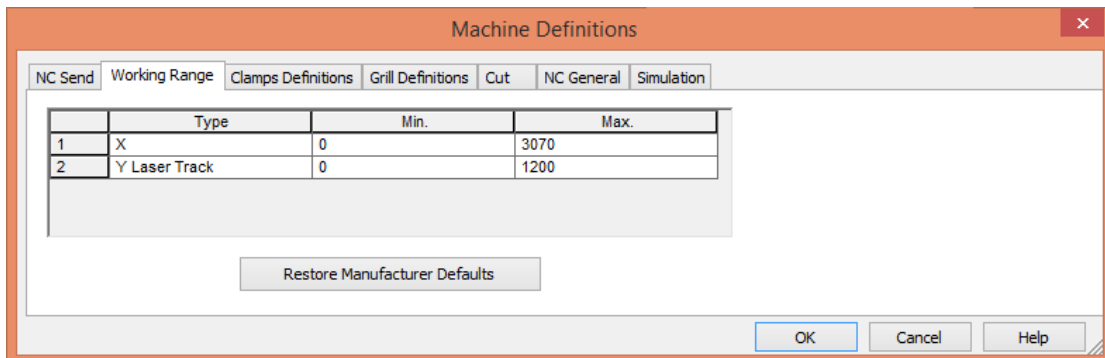 Machine Definitions
NC Send Working Range Clamps Definitions Grill Definitions Cut NC General Simulation
Type Min. Max.
1 X 0 3070
2 Y Laser Track 0 1200
Restore Manufacturer Defaults
OK Cancel Help